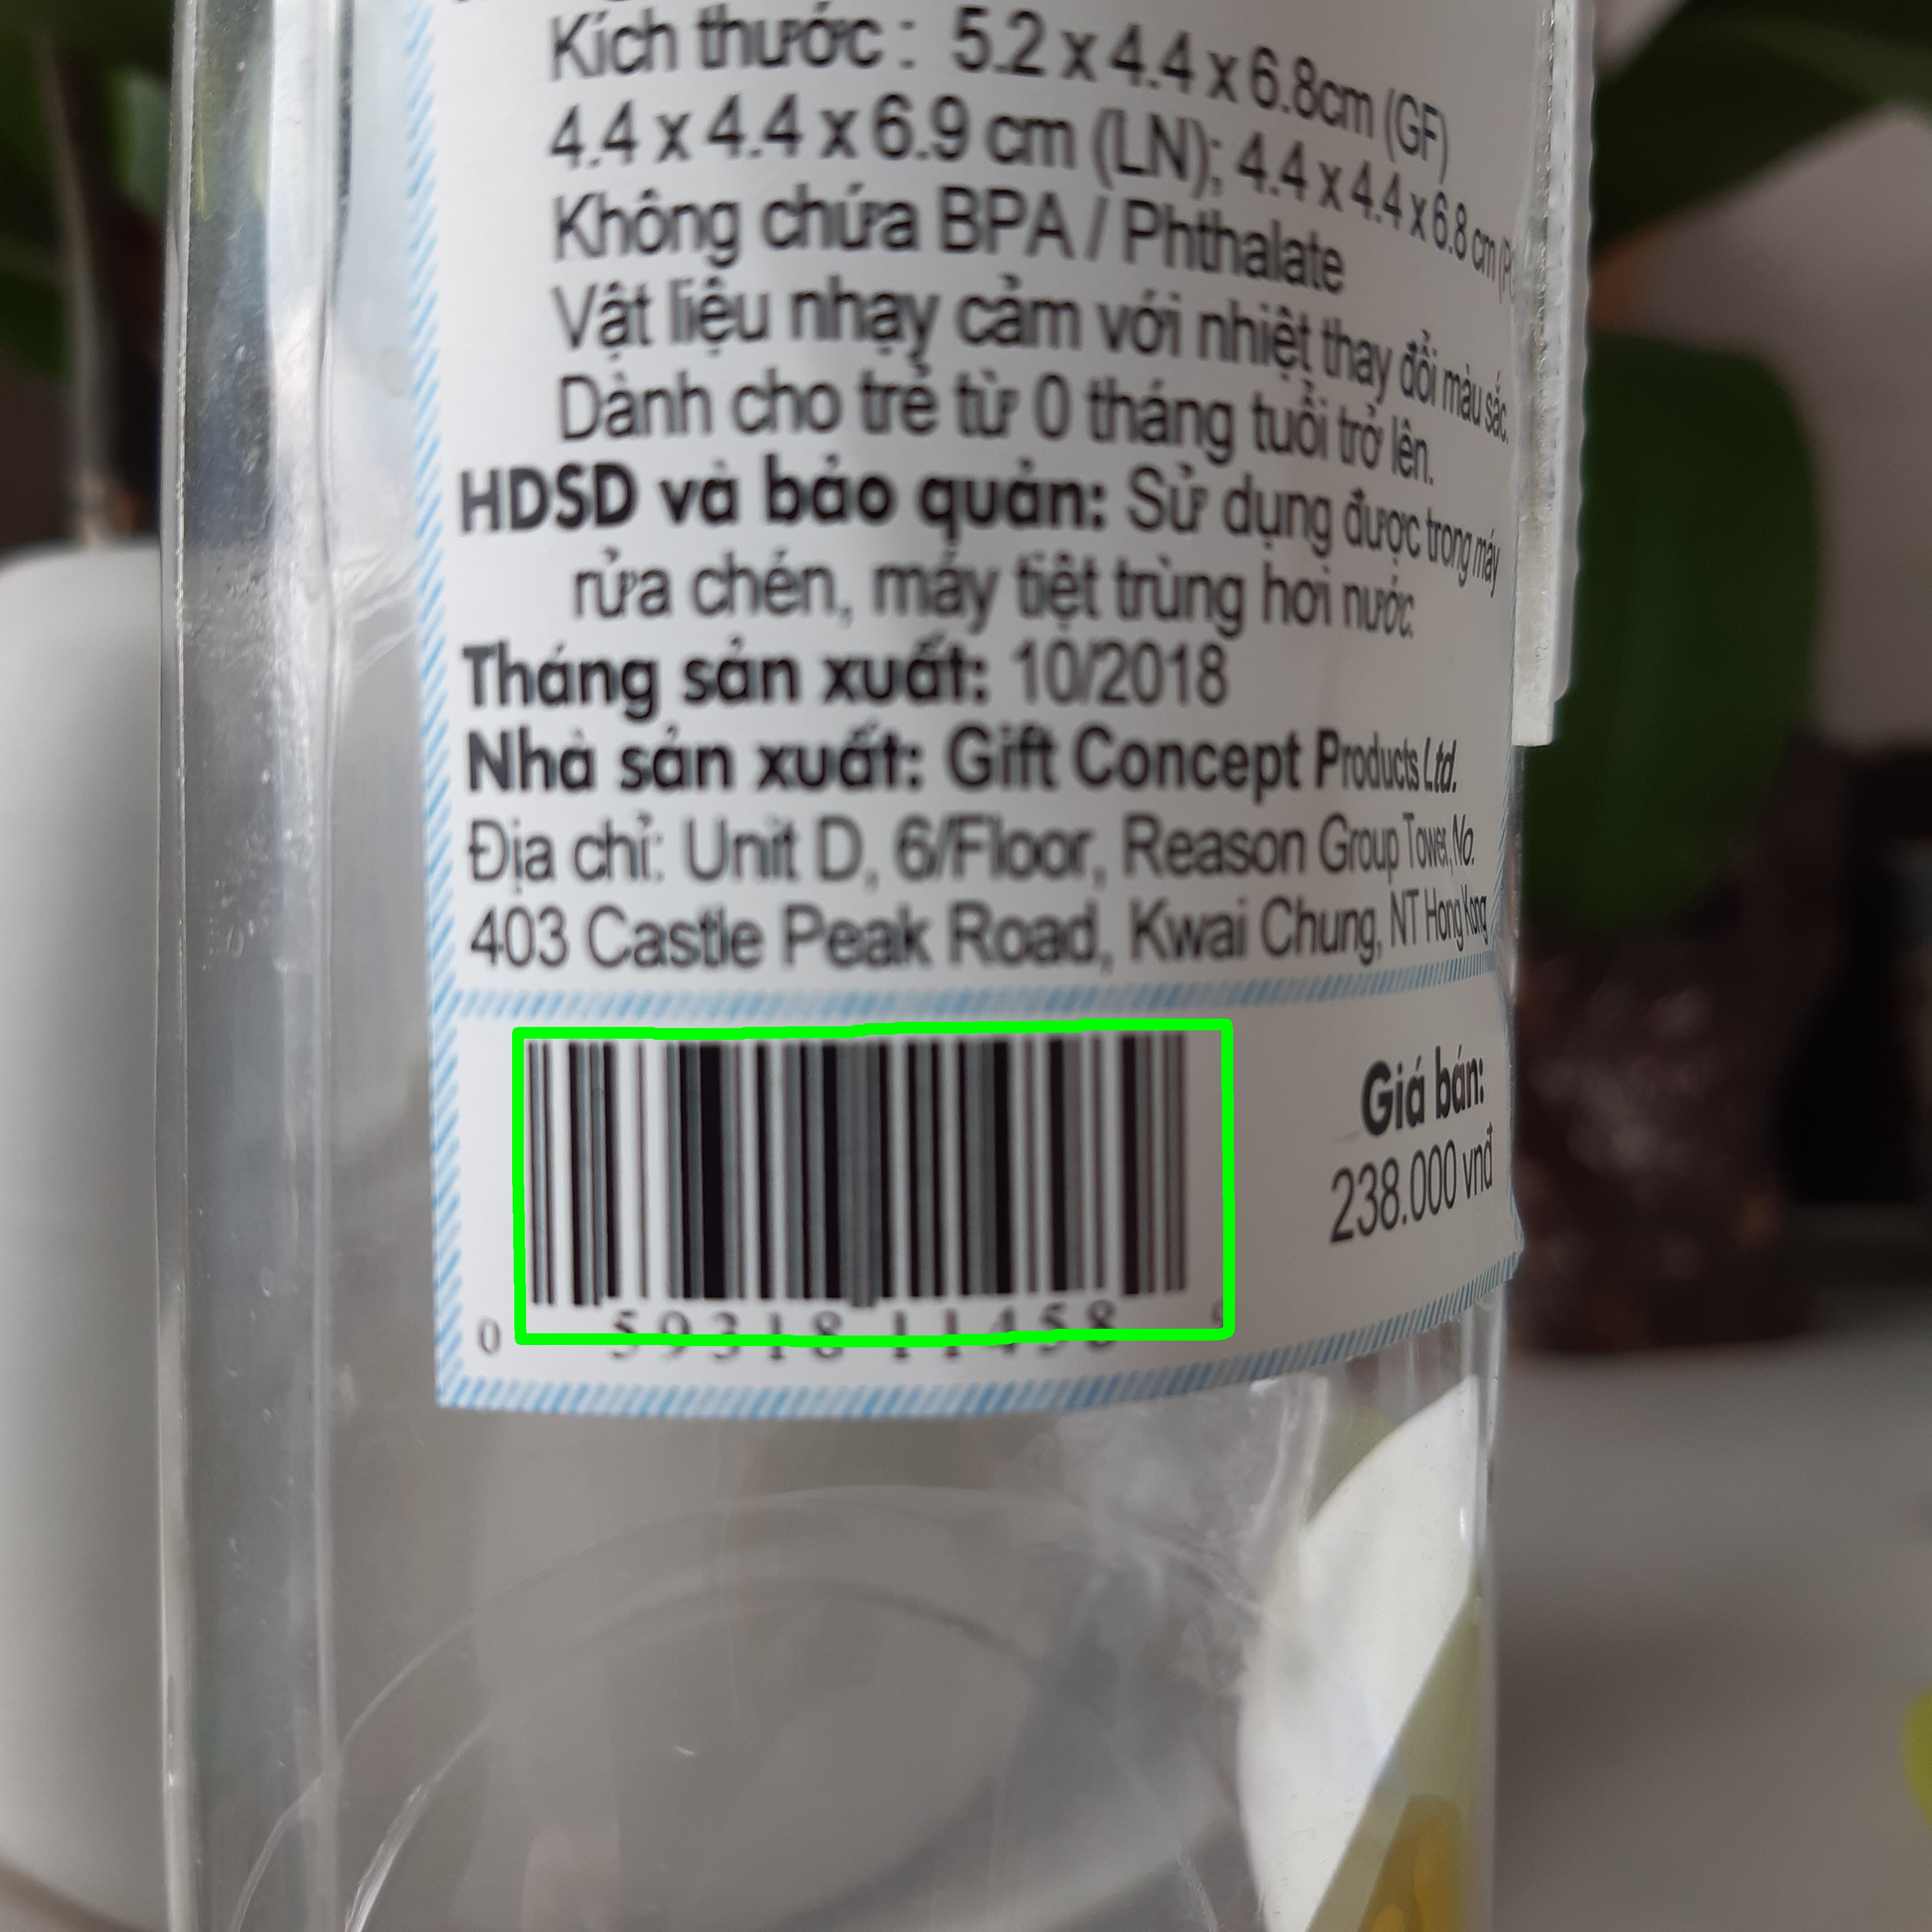 Kích thước : 5.2 x 4.4 x 6.8cm (GF)
4.4 x 4.4 x 6.9 cm (LN); 4.4 x 4.4 x 6.8 cm
Không chứa BPA / Phthalate
Vật liệu nhạy cảm với nhiệt thay đổi màu sắc.
Dành cho trẻ từ 0 tháng tuổi trở lên.
HDSD và bảo quản: Sử dụng được trong máy
rửa chén, máy tiệt trùng hơi nước.
Tháng sản xuất: 10/2018
Nhà sản xuất: Gift Concept Products Ltd.
Địa chỉ: Unit D, 6/Floor, Reason Group Tower, No.
403 Castle Peak Road, Kwai Chung, NT Hong Kong
Giá bán:
238.000 vnđ
0 59318 11458